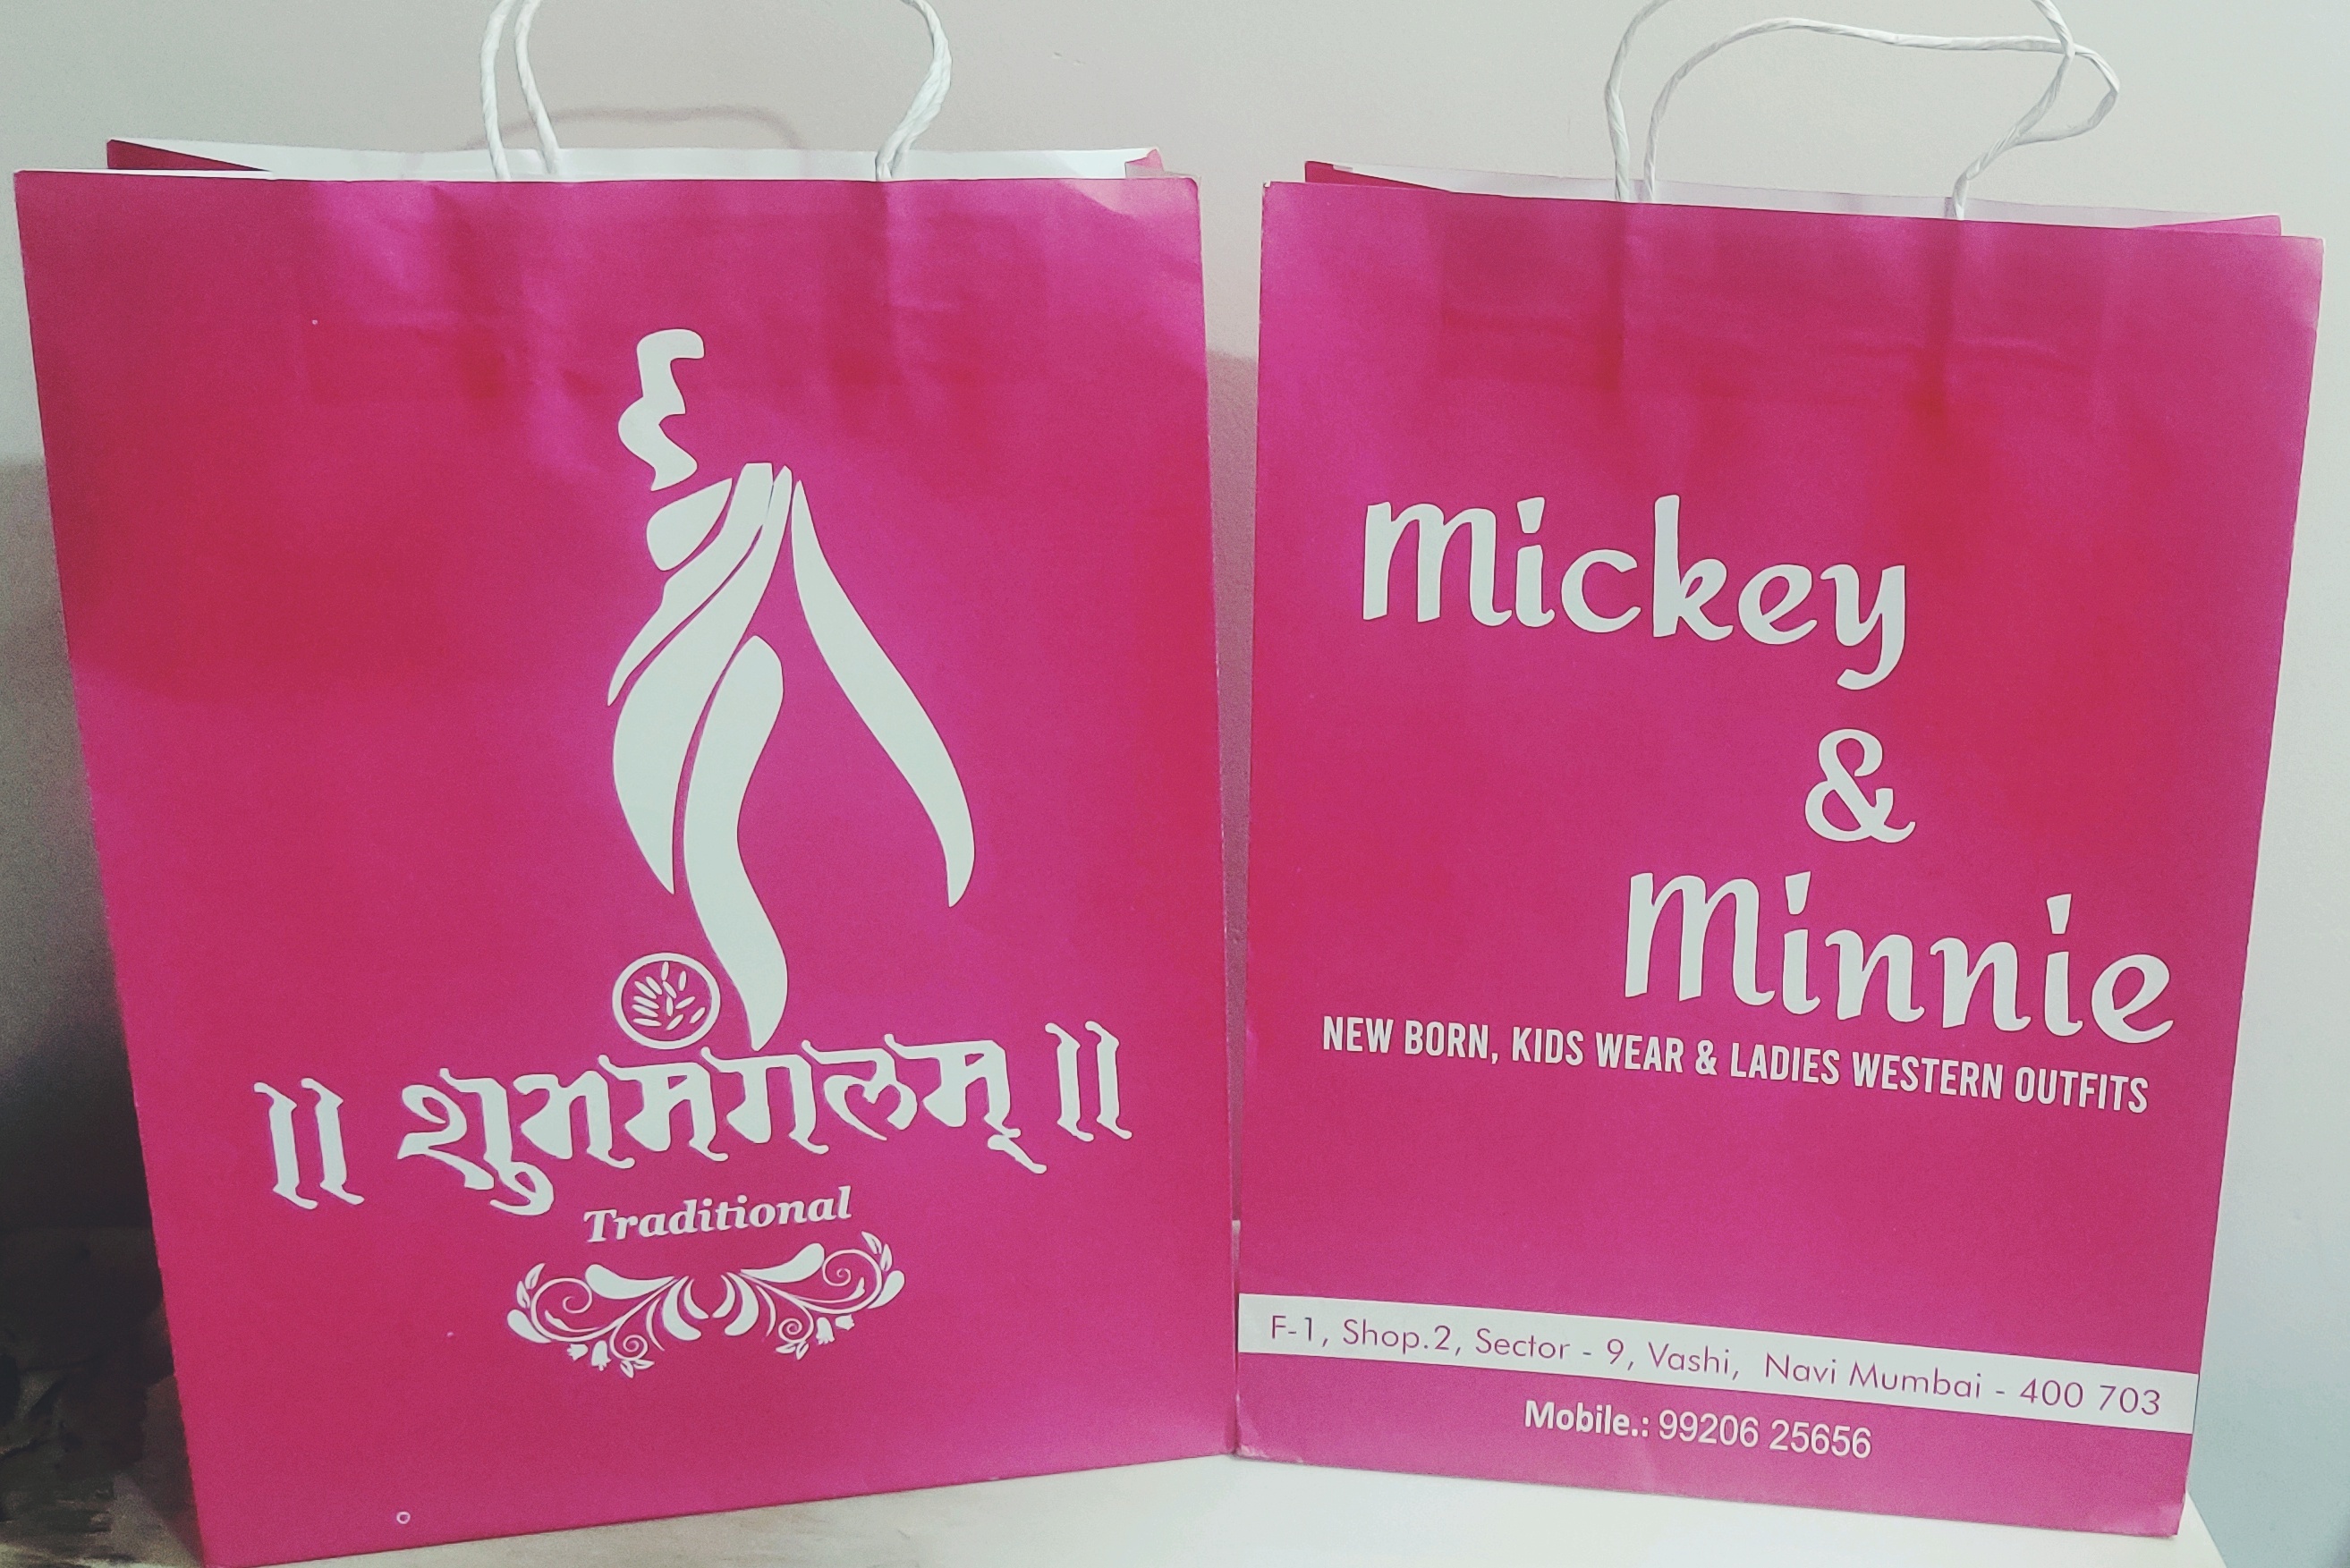 ॥ शुभमंगलम् ॥
Traditional
Mickey
&
Minnie
NEW BORN, KIDS WEAR & LADIES WESTERN OUTFITS
F-1, Shop.2, Sector - 9, Vashi, Navi Mumbai - 400 703
Mobile.: 99206 25656